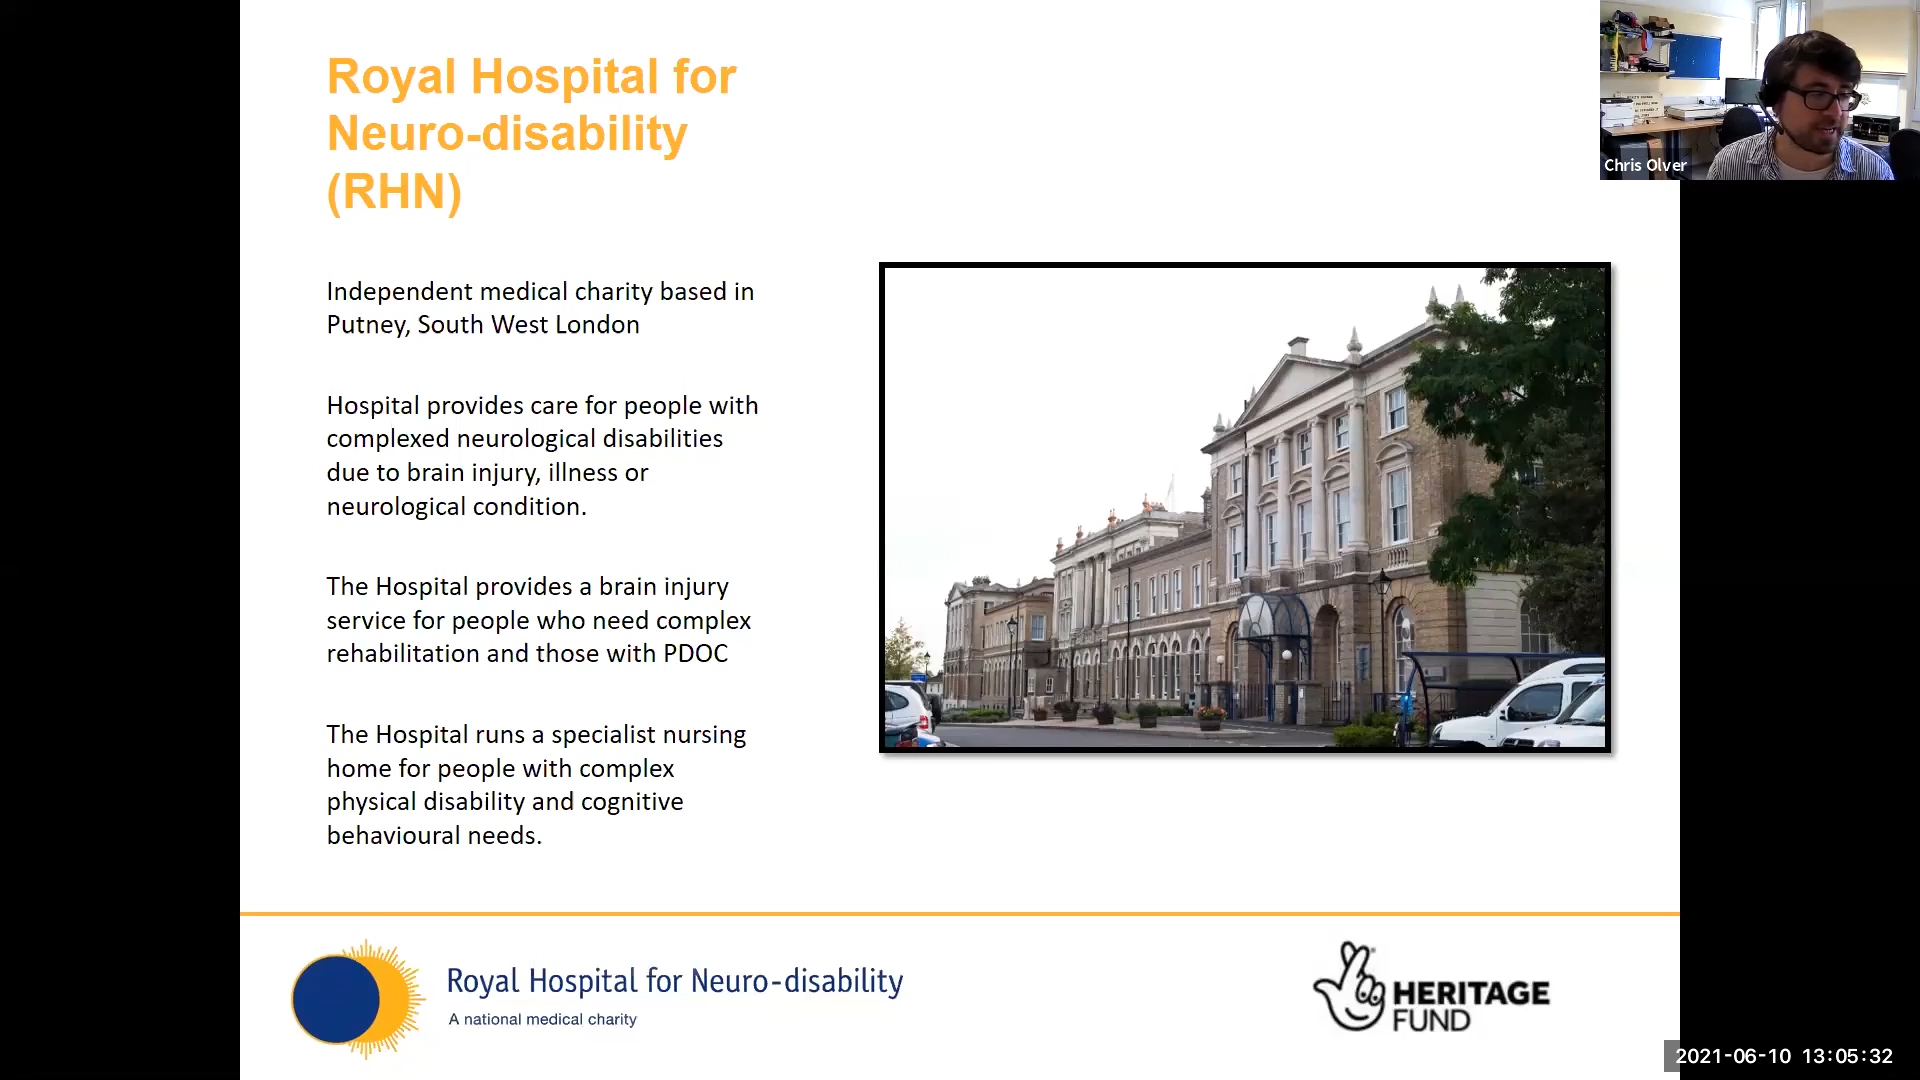 Royal Hospital for
Neuro-disability
(RHN)
Chris Olver
Independent medical charity based in
Putney, South West London
Hospital provides care for people with
complexed neurological disabilities
due to brain injury, illness or
neurological condition.
The Hospital provides a brain injury
service for people who need complex
rehabilitation and those with PDOC
The Hospital runs a specialist nursing
home for people with complex
physical disability and cognitive
behavioural needs.
Royal Hospital for Neuro-disability
A national medical charity
HERITAGE
FUND
2021-06-10 13:05:32